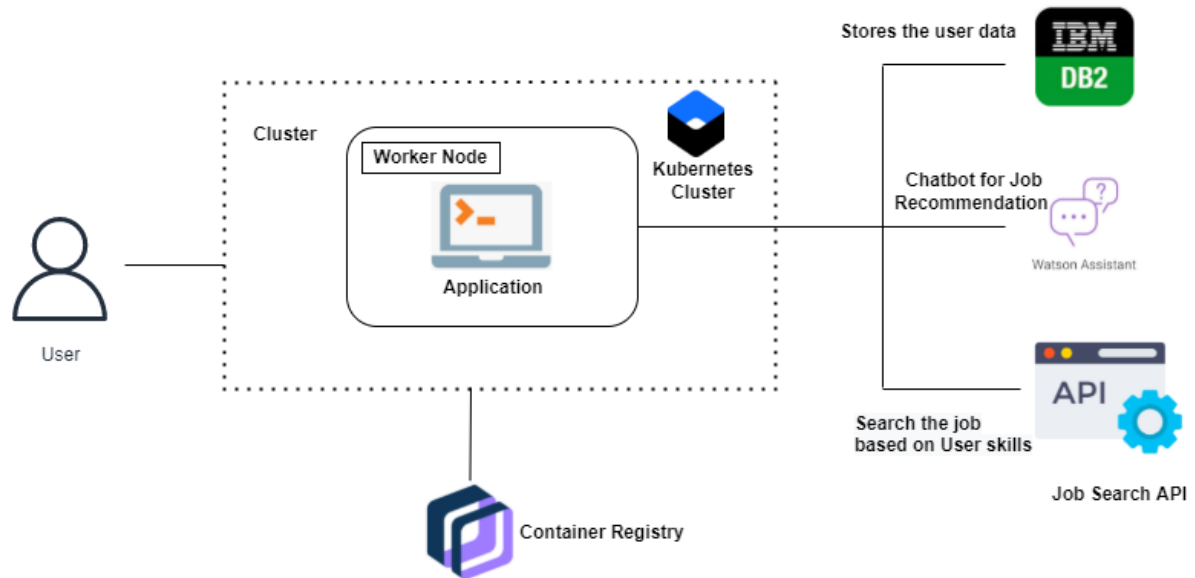 Stores the user data
IBM
DB2
Cluster
Worker Node
Kubernetes
Cluster
Application
Chatbot for Job
Recommendation
?
Watson Assistant
User
API
Search the job
based on User skills
Job Search API
Container Registry